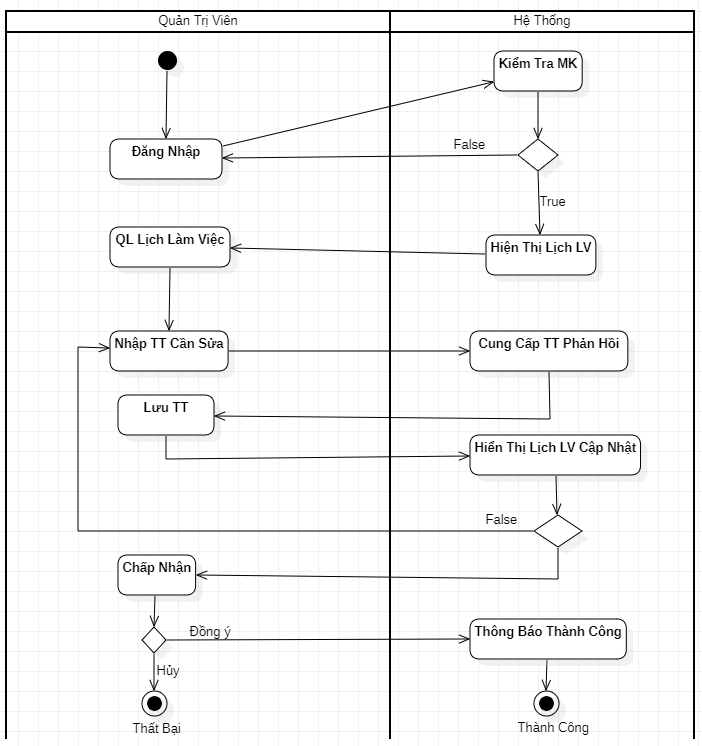 Quản Trị Viên
Hệ Thống
Kiểm Tra MK
Đăng Nhập
False
True
QL Lịch Làm Việc
Hiện Thị Lịch LV
Nhập TT Cần Sửa
Cung Cấp TT Phản Hồi
Lưu TT
Hiển Thị Lịch LV Cập Nhật
False
Chấp Nhận
Đồng ý
Thông Báo Thành Công
Hủy
Thất Bại
Thành Công